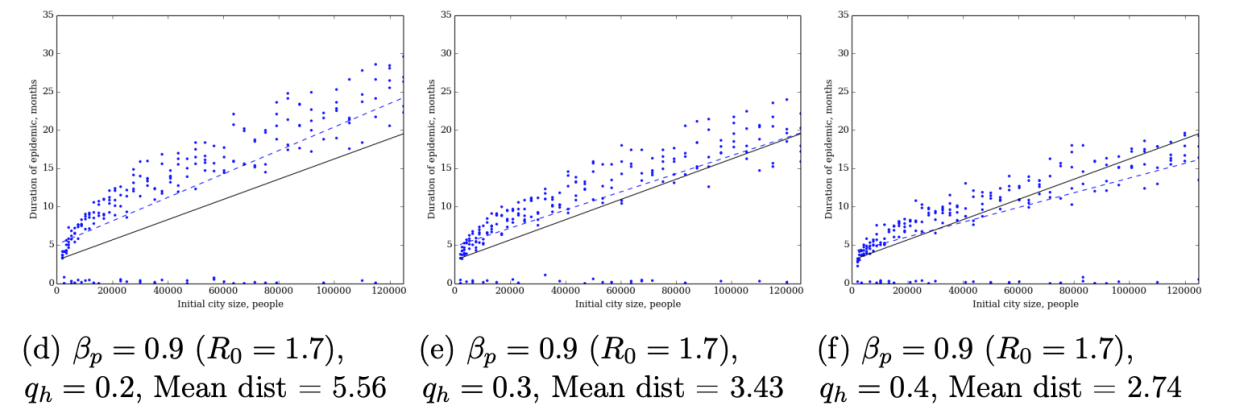 35
30
25
20
15
10
5
0
Duration of epidemic, months
0 20000 40000 60000 80000 100000 120000
Initial city size, people
35
30
25
20
15
10
5
0
Duration of epidemic, months
0 20000 40000 60000 80000 100000 120000
Initial city size, people
35
30
25
20
15
10
5
0
Duration of epidemic, months
0 20000 40000 60000 80000 100000 120000
Initial city size, people
(d) βp = 0.9 (R0 = 1.7),
qh = 0.2, Mean dist = 5.56
(e) βp = 0.9 (R0 = 1.7),
qh = 0.3, Mean dist = 3.43
(f) βp = 0.9 (R0 = 1.7),
qh = 0.4, Mean dist = 2.74